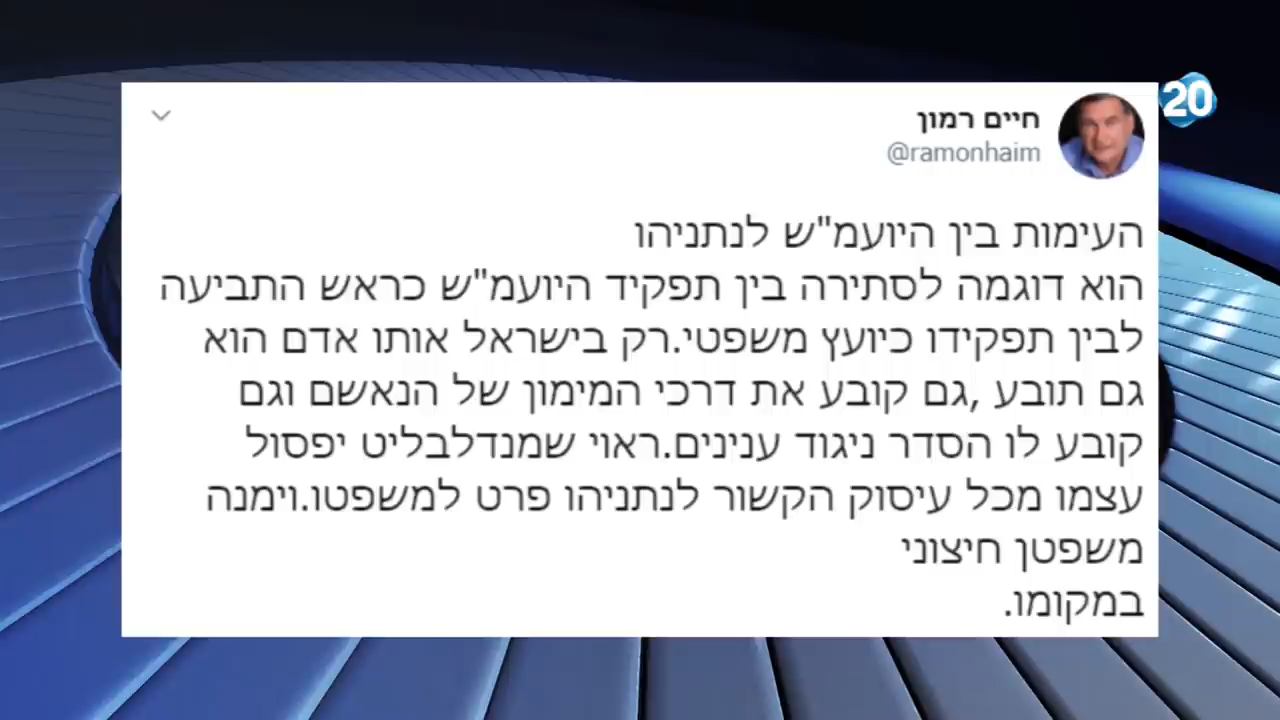 20
חיים רמון
@ramonhaim
העימות בין היועמ"ש לנתניהו
הוא דוגמה לסתירה בין תפקיד היועמ"ש כראש התביעה
לבין תפקידו כיועץ משפטי.רק בישראל אותו אדם הוא
גם תובע ,גם קובע את דרכי המימון של הנאשם וגם
קובע לו הסדר ניגוד ענינים.ראוי שמנדלבליט יפסול
עצמו מכל עיסוק הקשור לנתניהו פרט למשפטו.וימנה
משפטן חיצוני
במקומו.